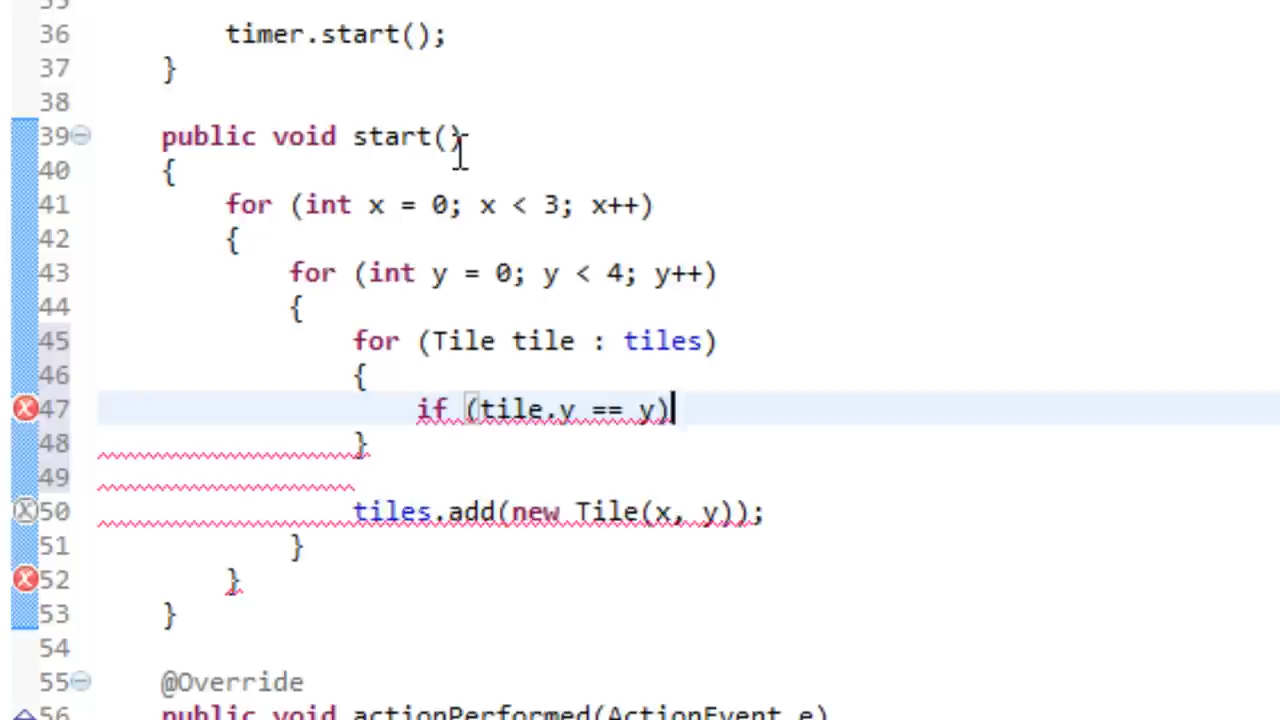 36 timer.start();
37 }
38
39 public void start()
40 {
41 for (int x = 0; x < 3; x++)
42 {
43 for (int y = 0; y < 4; y++)
44 {
45 for (Tile tile : tiles)
46 {
47 if (tile.y == y)
48 }
49
50 tiles.add(new Tile(x, y));
51 }
52 }
53 }
54
55 @Override
56 public void actionPerformed(ActionEvent e)